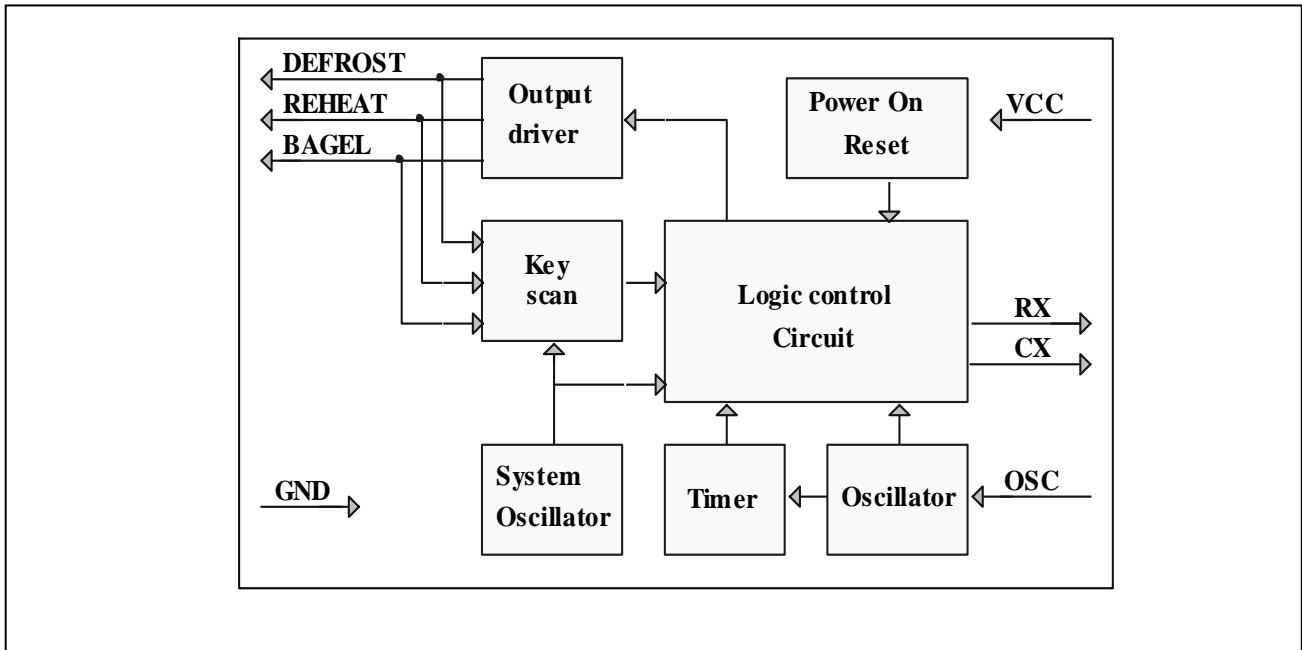 DEFROST
REHEAT
BAGEL
Output
driver
Power On
Reset
VCC
Key
scan
Logic control
Circuit
RX
CX
GND
System
Oscillator
Timer
Oscillator
OSC